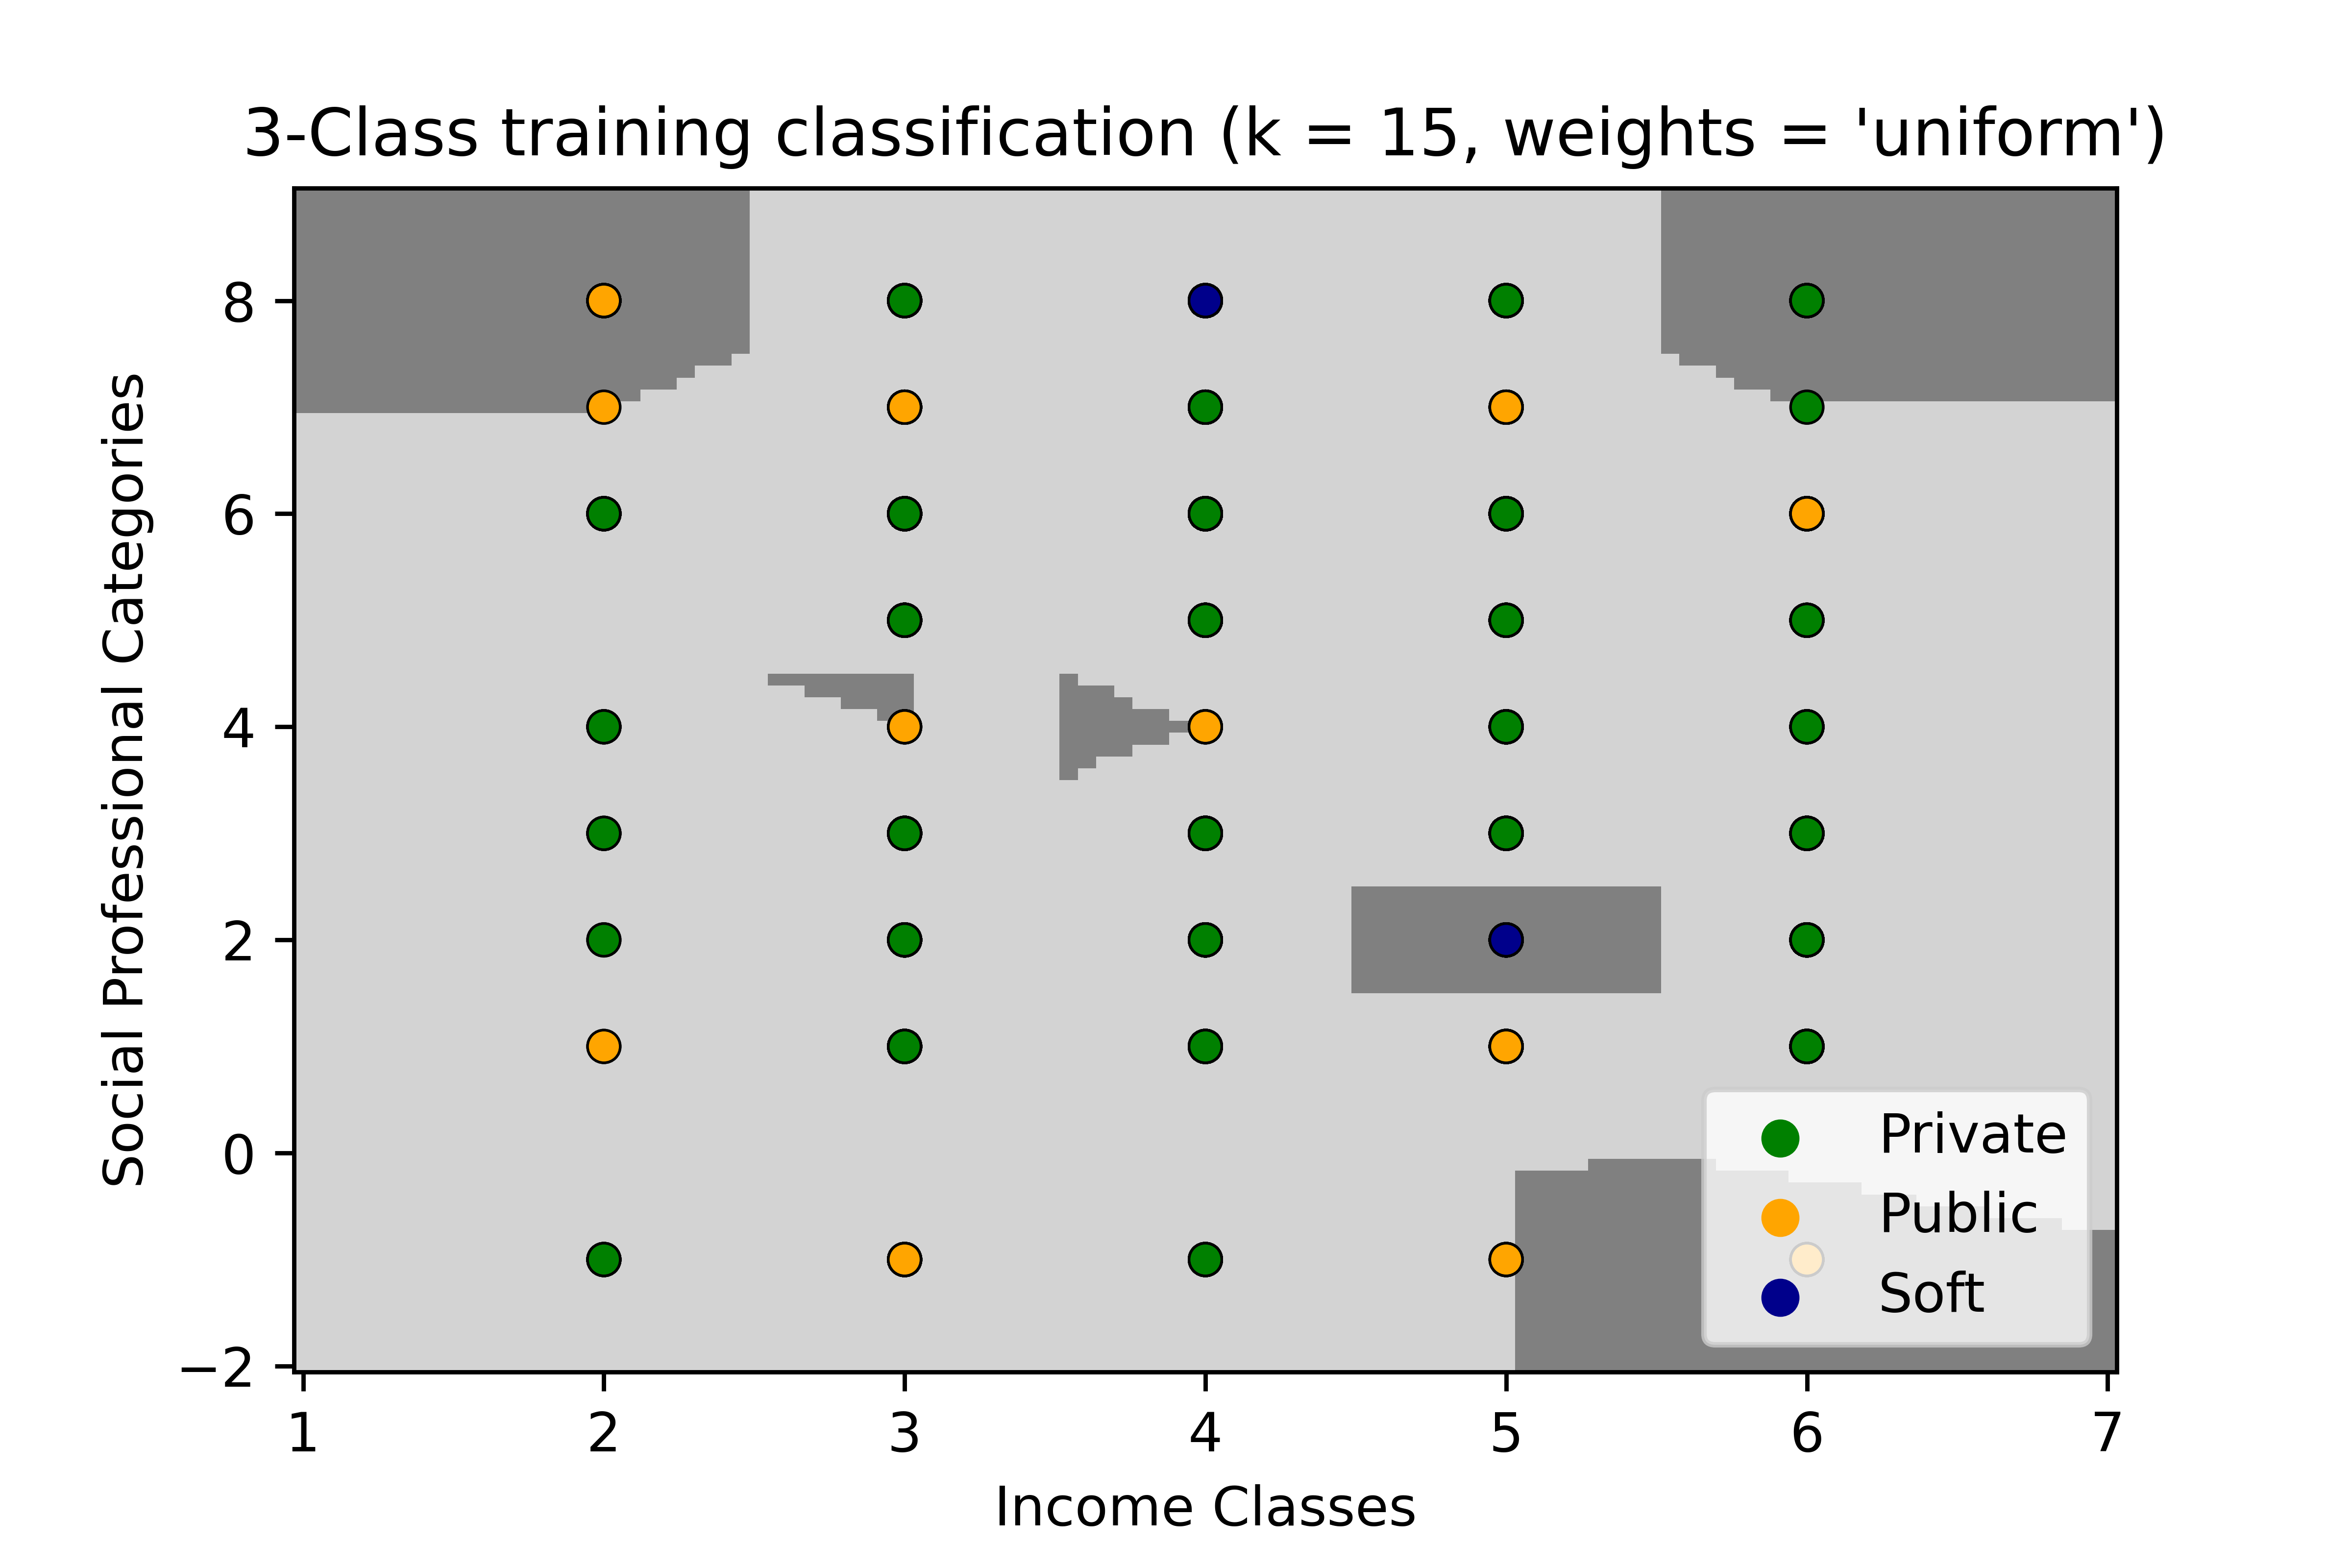 3-Class training classification (k = 15, weights = 'uniform')
Social Professional Categories
8
6
4
2
0
−2
Private
Public
Soft
1 2 3 4 5 6 7
Income Classes